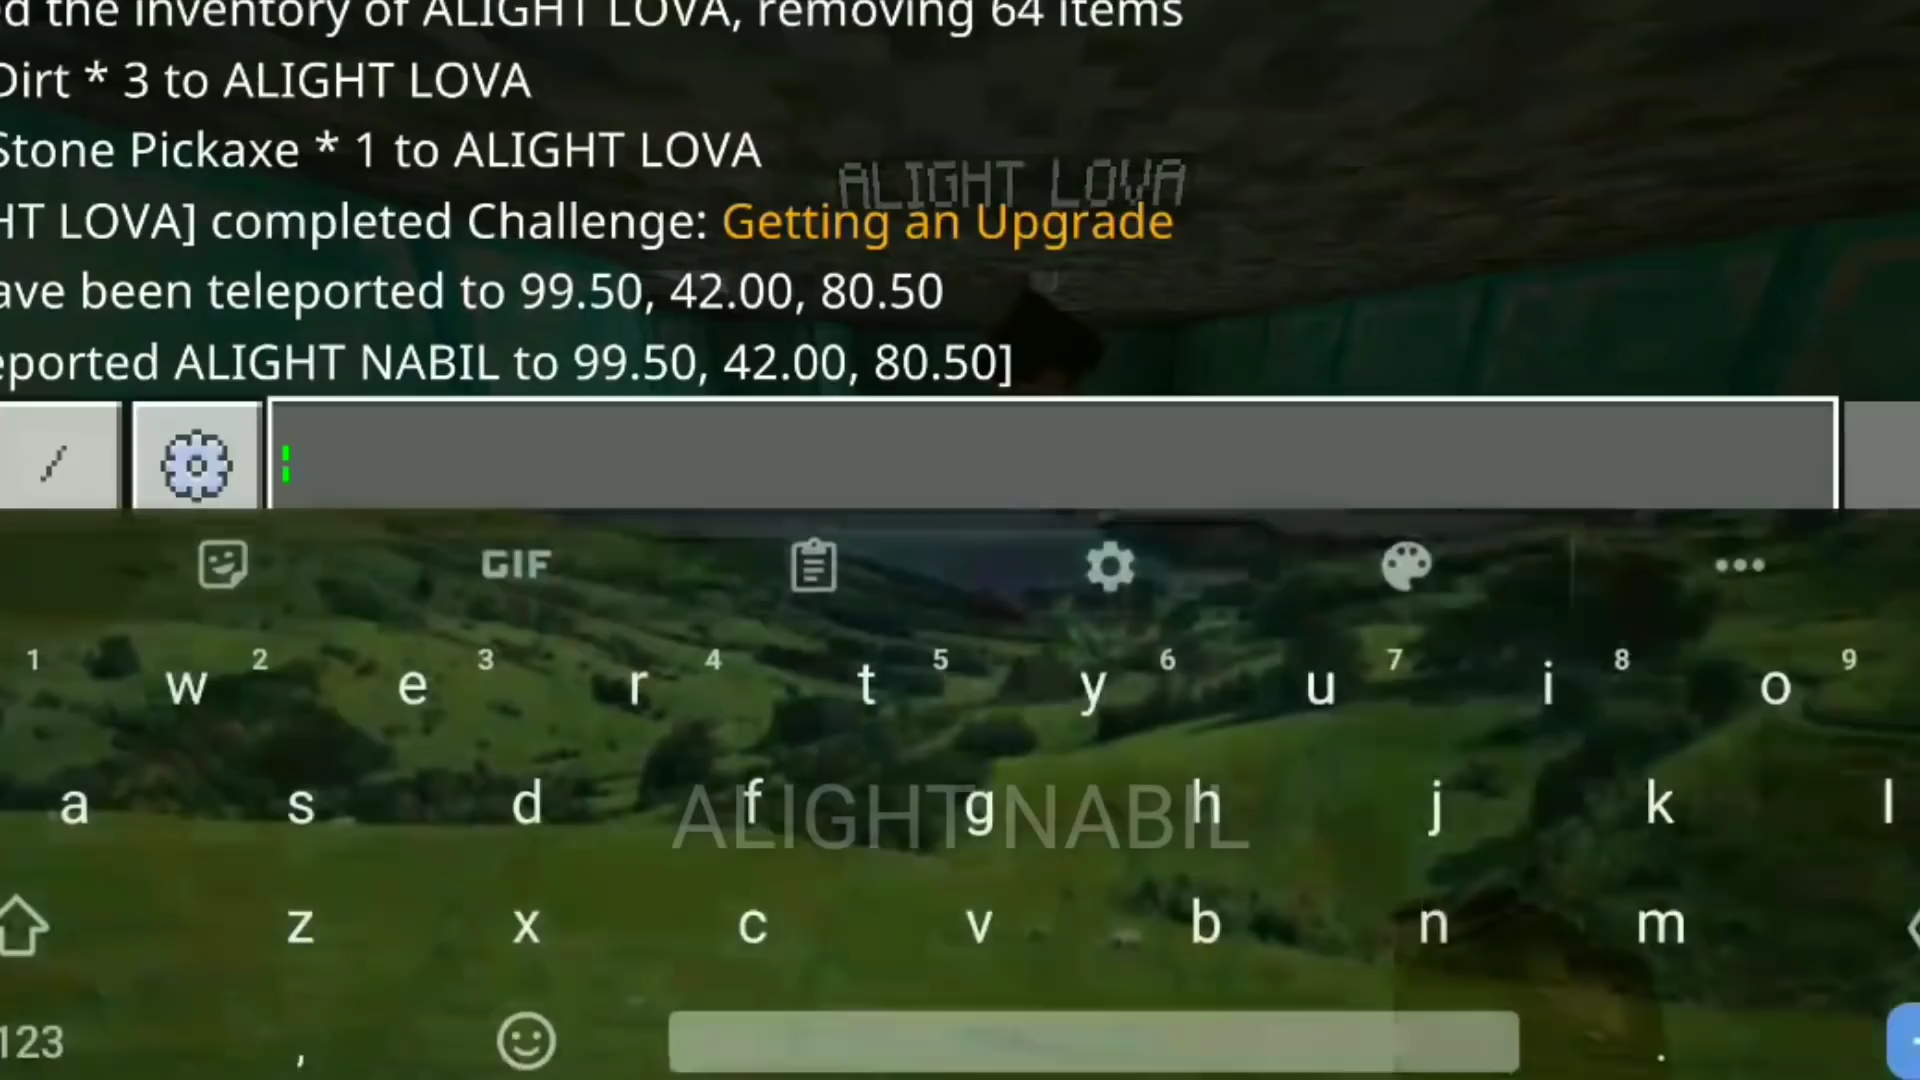 d the inventory of ALIGHT LOVA, removing 64 items
Dirt * 3 to ALIGHT LOVA
Stone Pickaxe * 1 to ALIGHT LOVA
ALIGHT LOVA
HT LOVA] completed Challenge: Getting an Upgrade
ave been teleported to 99.50, 42.00, 80.50
eported ALIGHT NABIL to 99.50, 42.00, 80.50]
/
GIF
1 2 3 4 5 6 7 8 9
w e r t y u i o
a s d f g h j k l
ALIGHT NABIL
z x c v b n m
123 , .